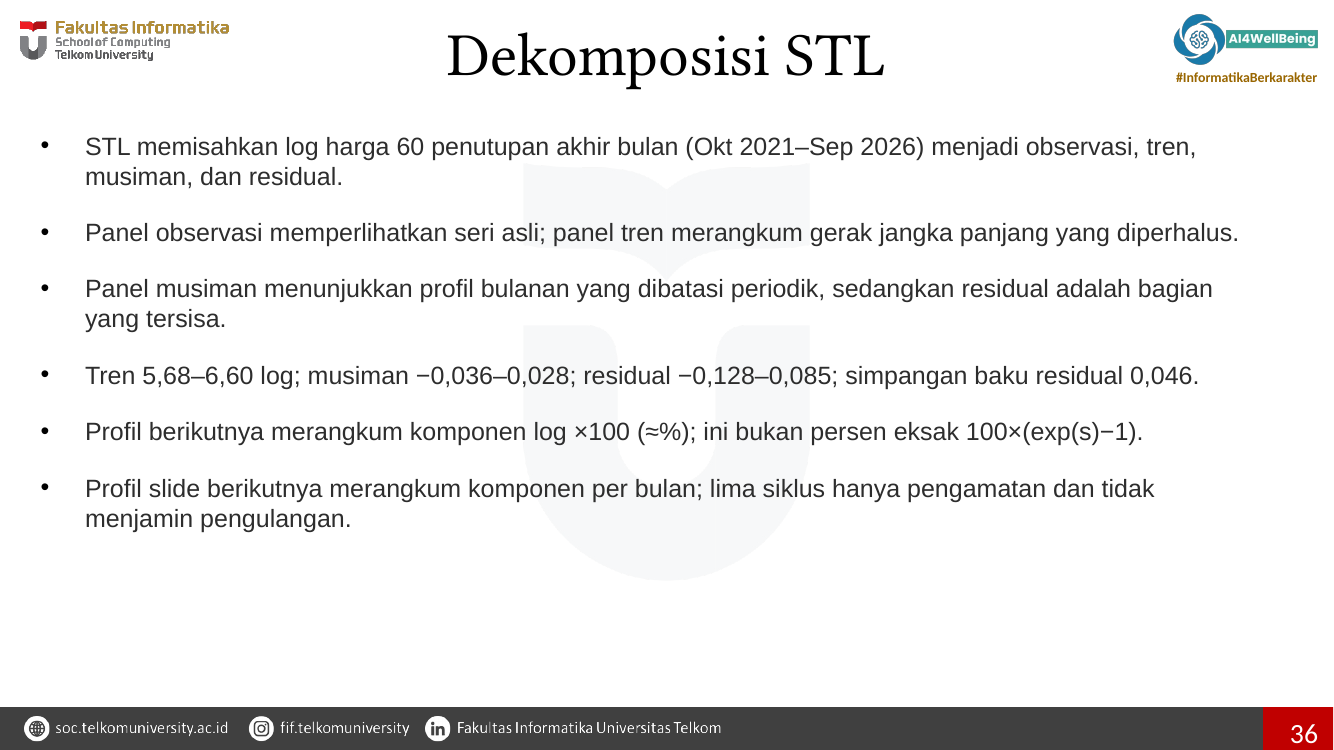 Fakultas Informatika
School of Computing
Telkom University
Dekomposisi STL
AI4WellBeing
#InformatikaBerkarakter
• STL memisahkan log harga 60 penutupan akhir bulan (Okt 2021–Sep 2026) menjadi observasi, tren,
musiman, dan residual.
• Panel observasi memperlihatkan seri asli; panel tren merangkum gerak jangka panjang yang diperhalus.
• Panel musiman menunjukkan profil bulanan yang dibatasi periodik, sedangkan residual adalah bagian
yang tersisa.
• Tren 5,68–6,60 log; musiman −0,036–0,028; residual −0,128–0,085; simpangan baku residual 0,046.
• Profil berikutnya merangkum komponen log ×100 (≈%); ini bukan persen eksak 100×(exp(s)−1).
• Profil slide berikutnya merangkum komponen per bulan; lima siklus hanya pengamatan dan tidak
menjamin pengulangan.
soc.telkomuniversity.ac.id fif.telkomuniversity Fakultas Informatika Universitas Telkom
36